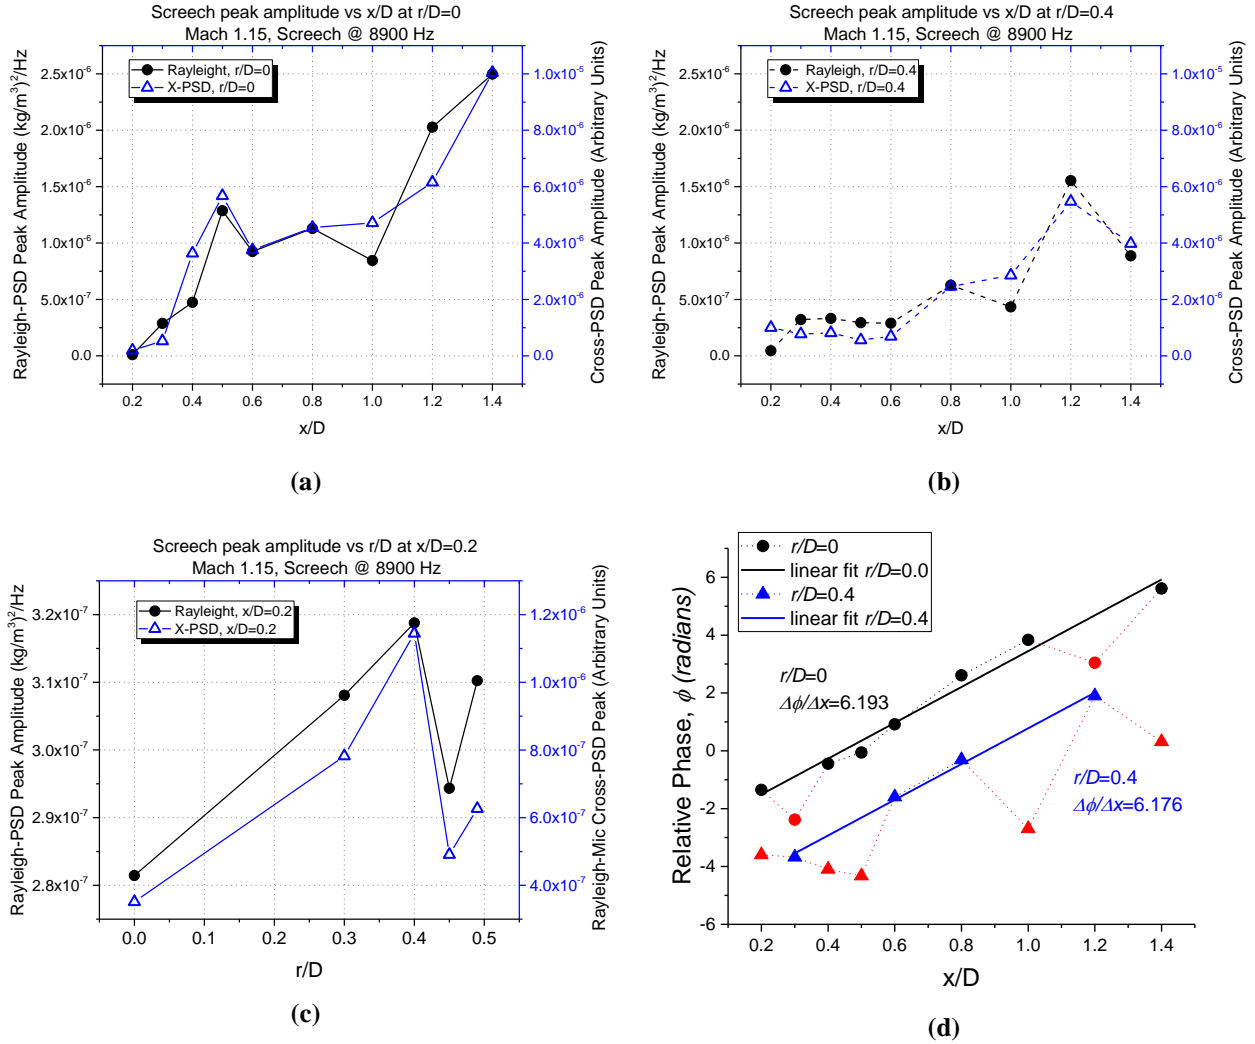 Screech peak amplitude vs x/D at r/D=0
Mach 1.15, Screech @ 8900 Hz
Rayleight, r/D=0
X-PSD, r/D=0
Rayleigh-PSD Peak Amplitude (kg/m³)²/Hz
2.5x10⁻⁶
2.0x10⁻⁶
1.5x10⁻⁶
1.0x10⁻⁶
5.0x10⁻⁷
0.0
Cross-PSD Peak Amplitude (Arbitrary Units)
1.0x10⁻⁵
8.0x10⁻⁶
6.0x10⁻⁶
4.0x10⁻⁶
2.0x10⁻⁶
0.0
0.2 0.4 0.6 0.8 1.0 1.2 1.4
x/D
(a)
Screech peak amplitude vs x/D at r/D=0.4
Mach 1.15, Screech @ 8900 Hz
Rayleigh, r/D=0.4
X-PSD, r/D=0.4
Rayleigh-PSD Peak Amplitude (kg/m³)²/Hz
2.5x10⁻⁶
2.0x10⁻⁶
1.5x10⁻⁶
1.0x10⁻⁶
5.0x10⁻⁷
0.0
Cross-PSD Peak Amplitude (Arbitrary Units)
1.0x10⁻⁵
8.0x10⁻⁶
6.0x10⁻⁶
4.0x10⁻⁶
2.0x10⁻⁶
0.0
0.2 0.4 0.6 0.8 1.0 1.2 1.4
x/D
(b)
Screech peak amplitude vs r/D at x/D=0.2
Mach 1.15, Screech @ 8900 Hz
Rayleight, x/D=0.2
X-PSD, x/D=0.2
Rayleigh-PSD Peak Amplitude (kg/m³)²/Hz
3.2x10⁻⁷
3.1x10⁻⁷
3.0x10⁻⁷
2.9x10⁻⁷
2.8x10⁻⁷
Rayleigh-Mic Cross-PSD Peak (Arbitrary Units)
1.2x10⁻⁶
1.0x10⁻⁶
8.0x10⁻⁷
6.0x10⁻⁷
4.0x10⁻⁷
0.0 0.1 0.2 0.3 0.4 0.5
r/D
(c)
r/D=0
linear fit r/D=0.0
r/D=0.4
linear fit r/D=0.4
Relative Phase, ϕ (radians)
6
4
2
0
-2
-4
-6
r/D=0
Δϕ/Δx=6.193
r/D=0.4
Δϕ/Δx=6.176
0.2 0.4 0.6 0.8 1.0 1.2 1.4
x/D
(d)